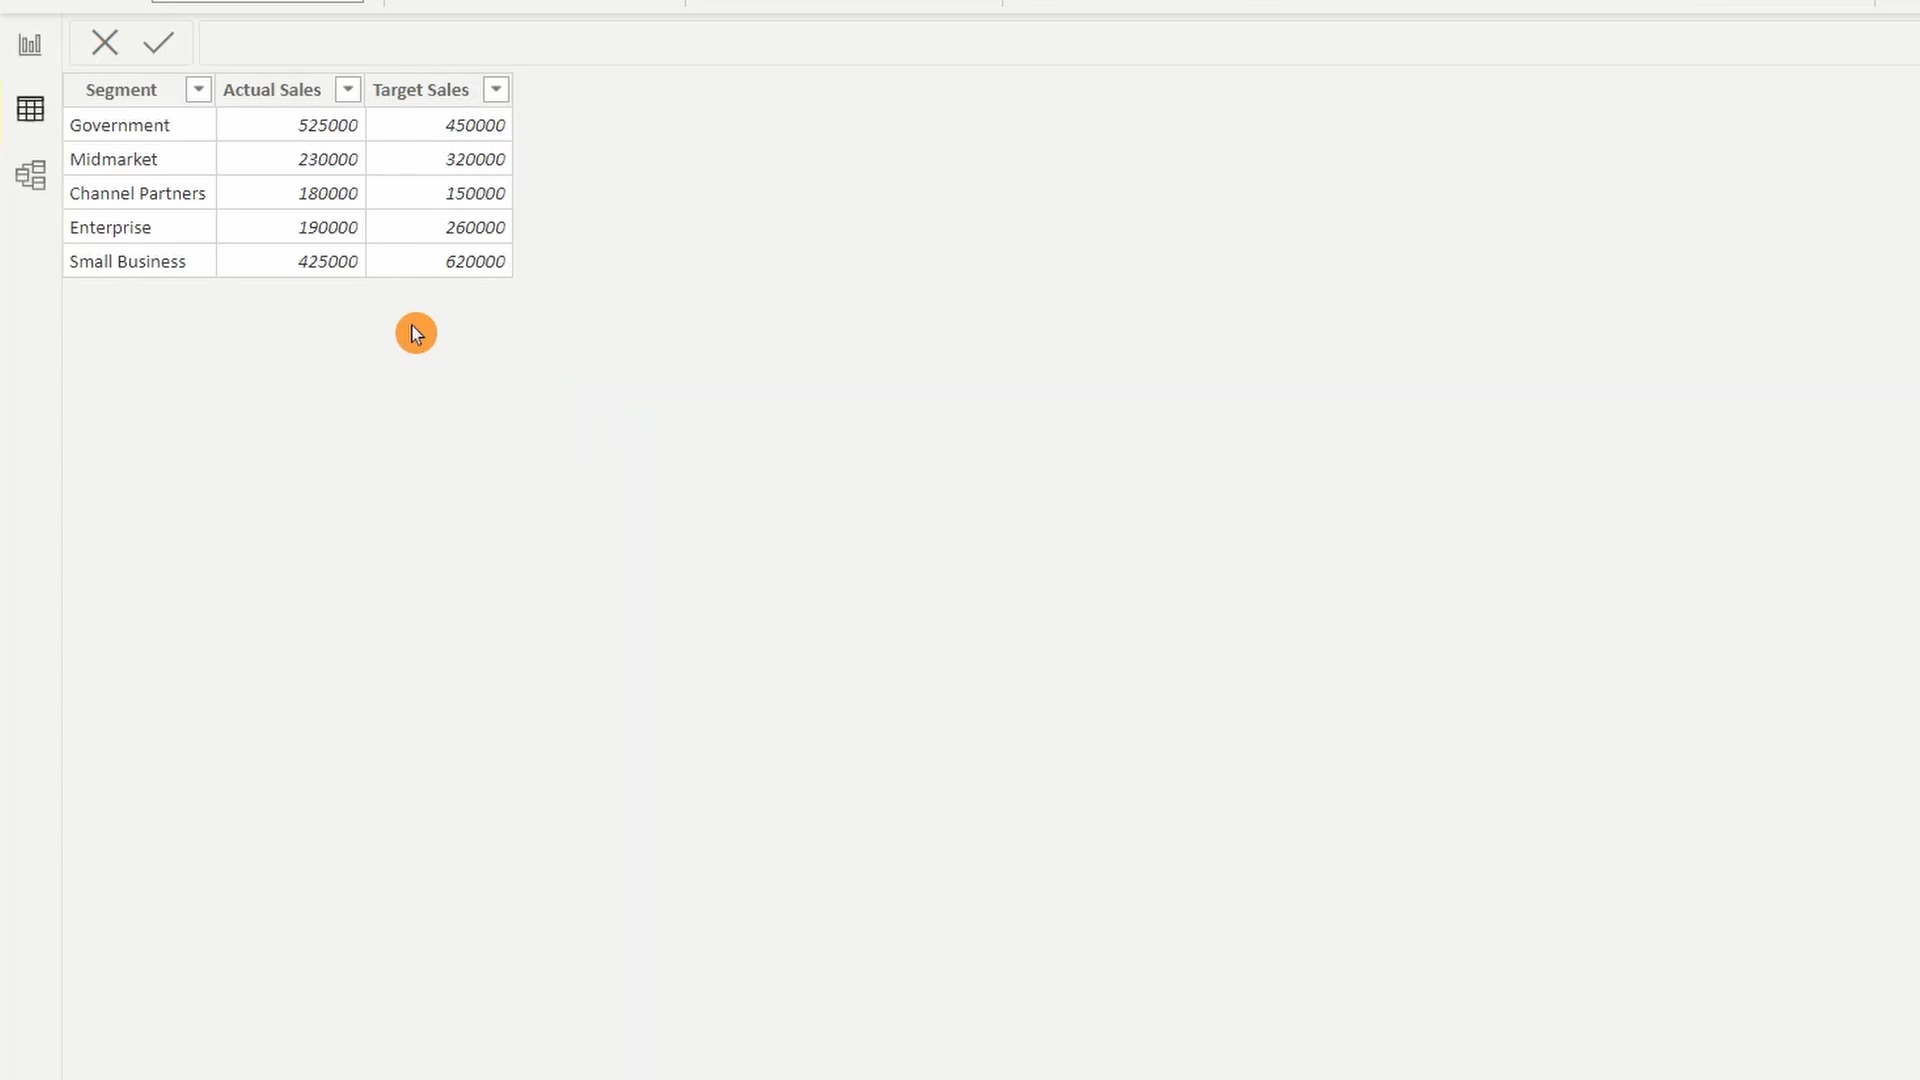 Segment Actual Sales Target Sales
Government 525000 450000
Midmarket 230000 320000
Channel Partners 180000 150000
Enterprise 190000 260000
Small Business 425000 620000